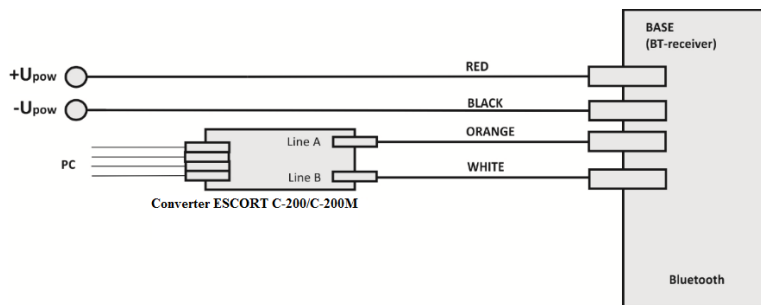 BASE
(BT-receiver)
RED
+Upow
BLACK
-Upow
ORANGE
Line A
PC
WHITE
Line B
Converter ESCORT C-200/C-200M
Bluetooth